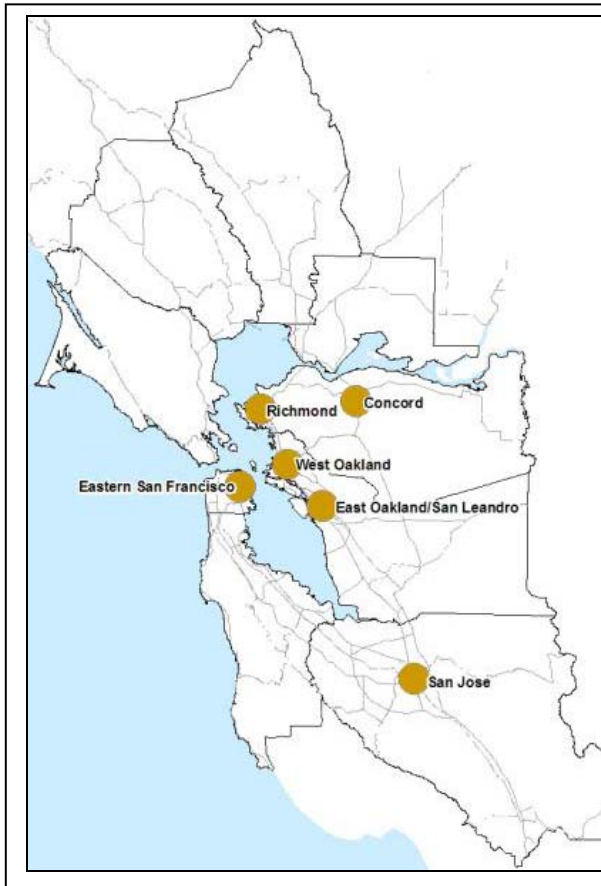 Concord
Richmond
West Oakland
Eastern San Francisco
East Oakland/San Leandro
San Jose